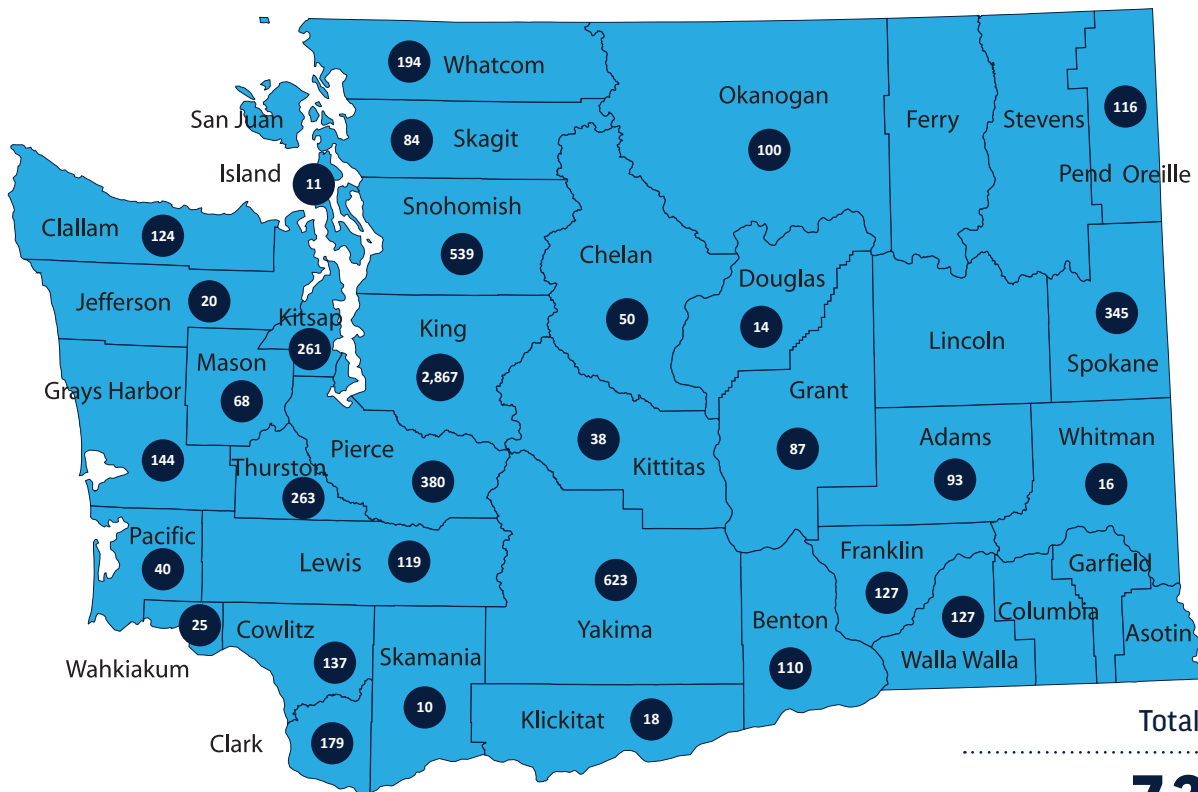 194
Whatcom
San Juan
84
Skagit
Okanogan
100
Ferry
Stevens
116
Pend Oreille
Island
11
Clallam
124
Snohomish
539
Chelan
50
Douglas
14
Jefferson
20
Kitsap
261
King
2,867
Lincoln
345
Spokane
Mason
68
Grays Harbor
144
Grant
87
Thurston
263
Pierce
380
38
Kittitas
Adams
93
Whitman
16
Pacific
40
Lewis
119
623
Yakima
Franklin
127
Garfield
Columbia
Asotin
127
Walla Walla
Benton
110
25
Wahkiakum
Cowlitz
137
Skamania
10
Klickitat
18
Clark
179
Total